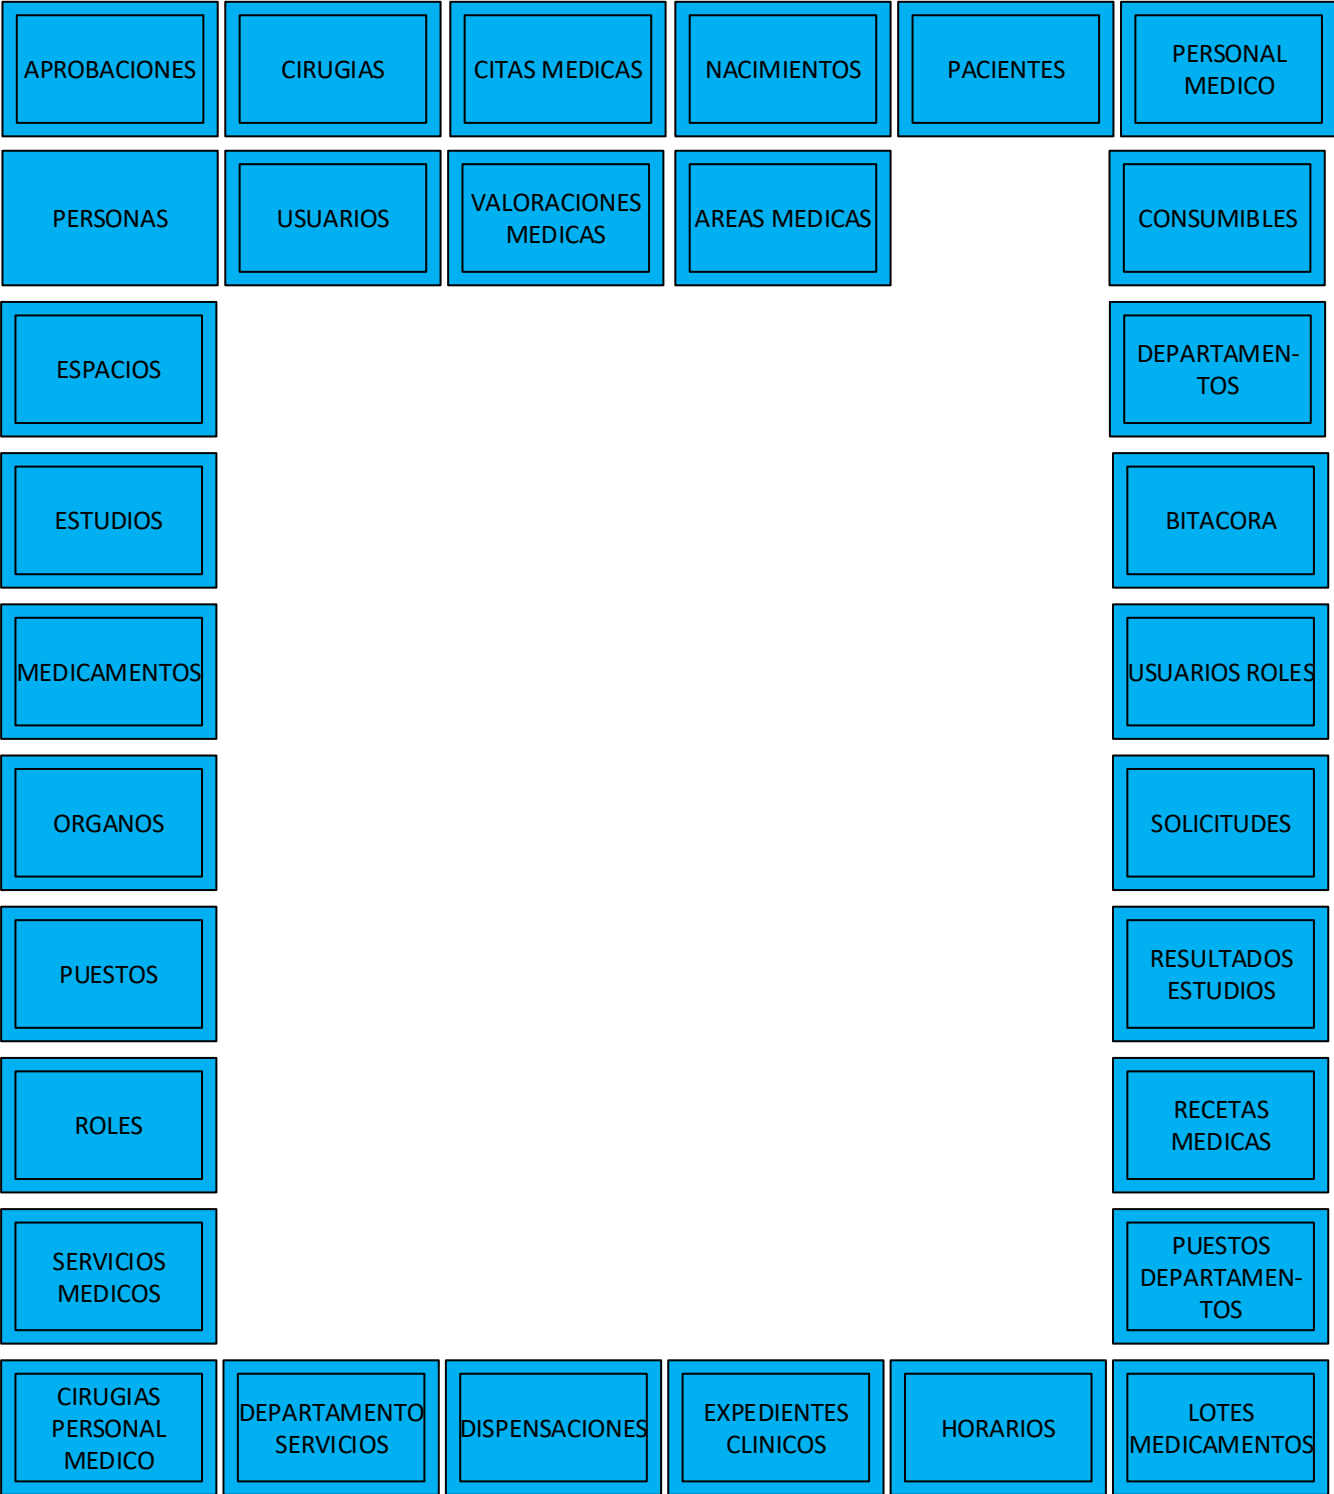 APROBACIONES
CIRUGIAS
CITAS MEDICAS
NACIMIENTOS
PACIENTES
PERSONAL
MEDICO
PERSONAS
USUARIOS
VALORACIONES
MEDICAS
AREAS MEDICAS
CONSUMIBLES
ESPACIOS
DEPARTAMEN-
TOS
ESTUDIOS
BITACORA
MEDICAMENTOS
USUARIOS ROLES
ORGANOS
SOLICITUDES
PUESTOS
RESULTADOS
ESTUDIOS
ROLES
RECETAS
MEDICAS
SERVICIOS
MEDICOS
PUESTOS
DEPARTAMEN-
TOS
CIRUGIAS
PERSONAL
MEDICO
DEPARTAMENTO
SERVICIOS
DISPENSACIONES
EXPEDIENTES
CLINICOS
HORARIOS
LOTES
MEDICAMENTOS